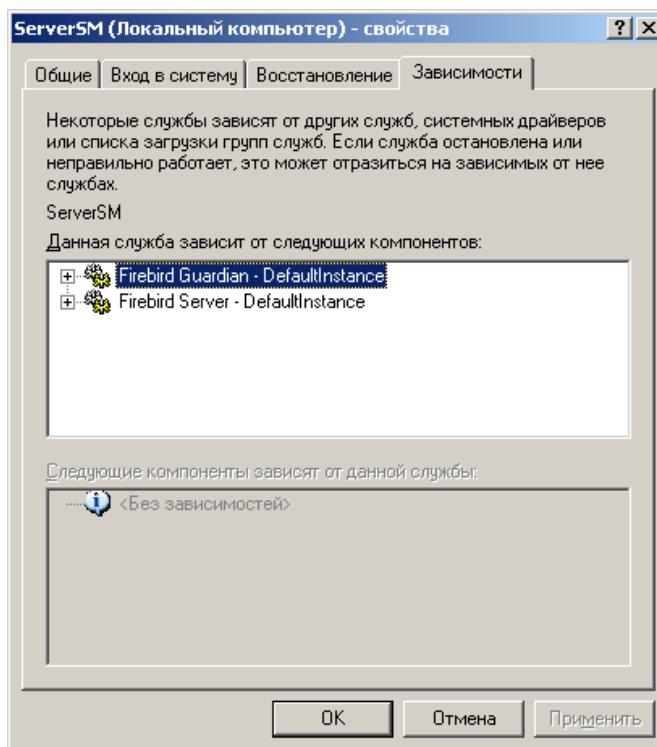 ServerSM (Локальный компьютер) - свойства
Общие Вход в систему Восстановление Зависимости
Некоторые службы зависят от других служб, системных драйверов
или списка загрузки групп служб. Если служба остановлена или
неправильно работает, это может отразиться на зависимых от нее
службах.
ServerSM
Данная служба зависит от следующих компонентов:
Firebird Guardian - DefaultInstance
Firebird Server - DefaultInstance
Следующие компоненты зависят от данной службы:
<Без зависимостей>
OK Отмена Применить